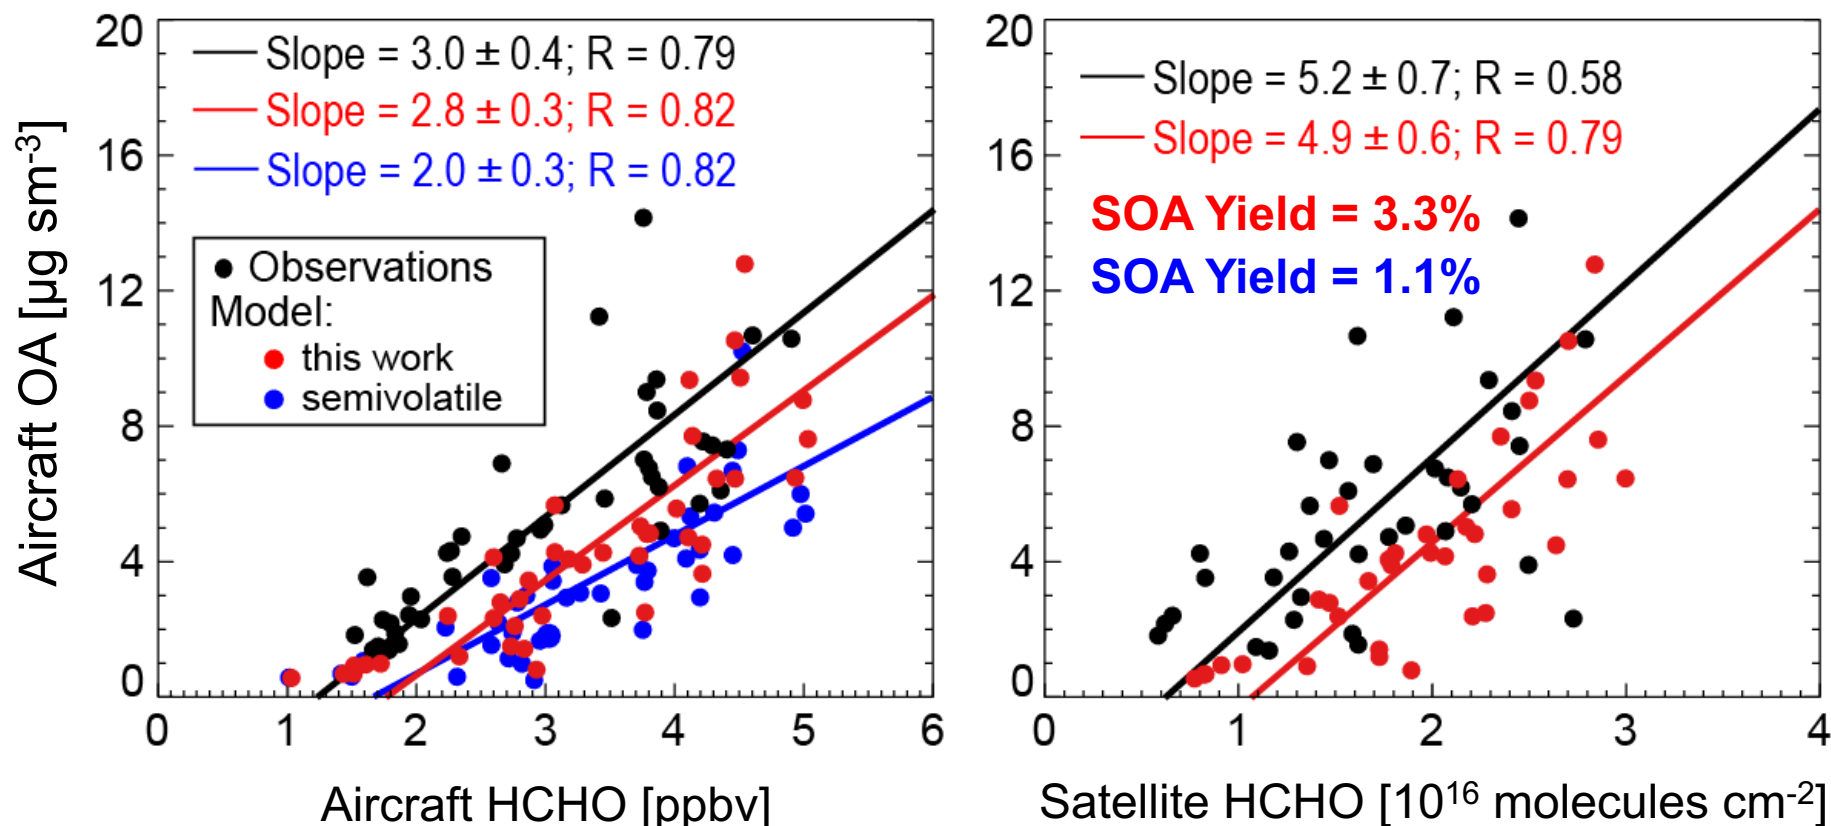 Aircraft OA [µg sm-3]
20
16
12
8
4
0
Slope = 3.0 ± 0.4; R = 0.79
Slope = 2.8 ± 0.3; R = 0.82
Slope = 2.0 ± 0.3; R = 0.82
Observations
Model:
this work
semivolatile
0 1 2 3 4 5 6
Aircraft HCHO [ppbv]
20
16
12
8
4
0
Slope = 5.2 ± 0.7; R = 0.58
Slope = 4.9 ± 0.6; R = 0.79
SOA Yield = 3.3%
SOA Yield = 1.1%
0 1 2 3 4
Satellite HCHO [10¹⁶ molecules cm⁻²]